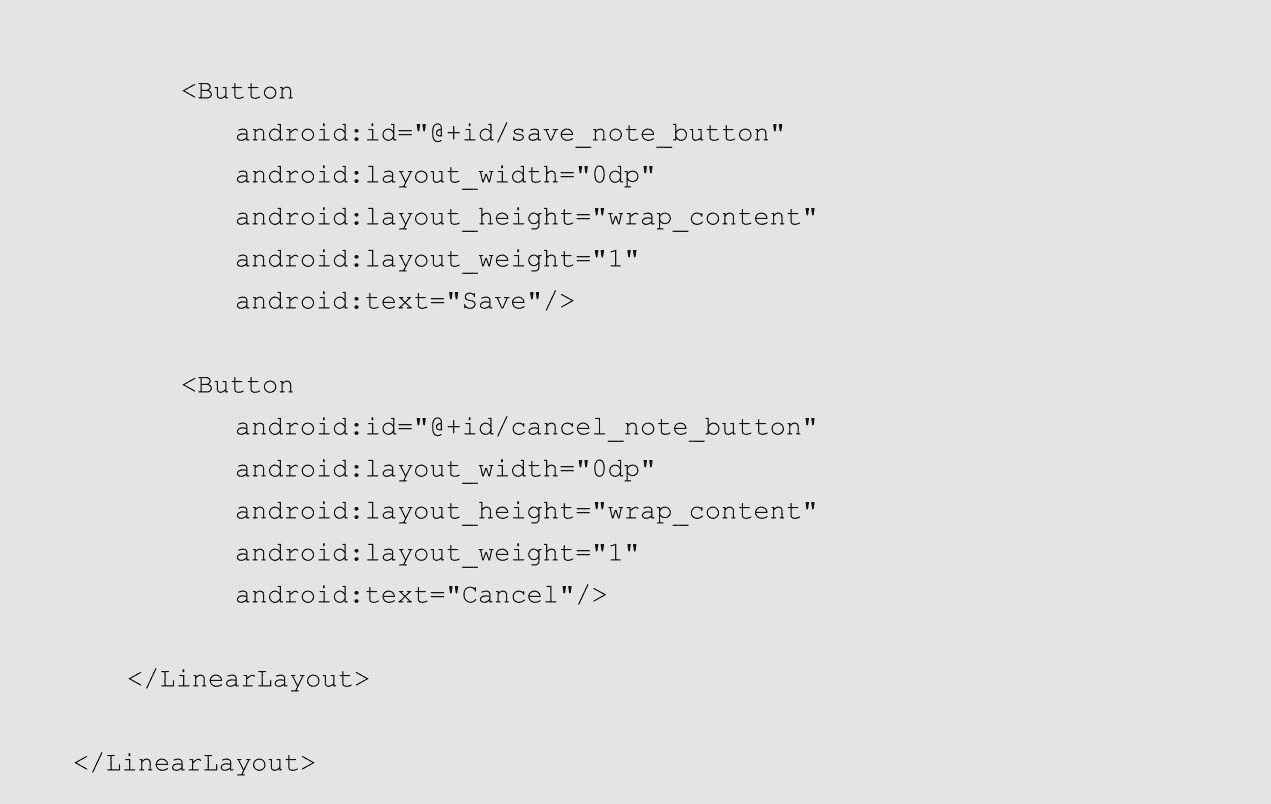 <Button
android:id="@+id/save_note_button"
android:layout_width="0dp"
android:layout_height="wrap_content"
android:layout_weight="1"
android:text="Save"/>
<Button
android:id="@+id/cancel_note_button"
android:layout_width="0dp"
android:layout_height="wrap_content"
android:layout_weight="1"
android:text="Cancel"/>
</LinearLayout>
</LinearLayout>